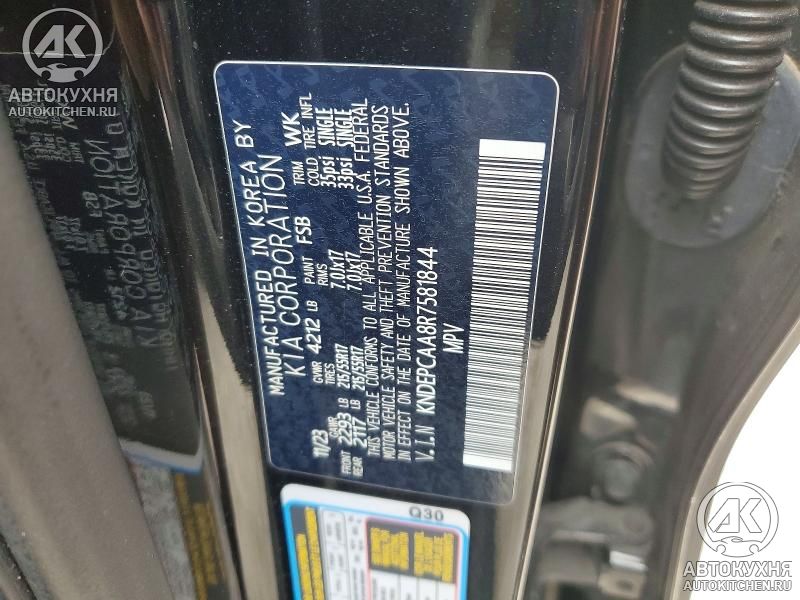 MANUFACTURED IN KOREA BY
KIA CORPORATION
11/23 GVWR 4212 LB PAINT FSB TRIM WK
GAWR TIRES RIMS COLD TIRE INFL
FRONT 2293 LB 215/55R17 7.0Jx17 35psi SINGLE
REAR 2117 LB 215/55R17 7.0Jx17 33psi SINGLE
THIS VEHICLE CONFORMS TO ALL APPLICABLE U.S.A. FEDERAL
MOTOR VEHICLE SAFETY AND THEFT PREVENTION STANDARDS
IN EFFECT ON THE DATE OF MANUFACTURE SHOWN ABOVE.
V.I.N KNDEPCAA8R7581844
MPV
Q30
АК
АВТОКУХНЯ
AUTOKITCHEN.RU
АК
АВТОКУХНЯ
AUTOKITCHEN.RU